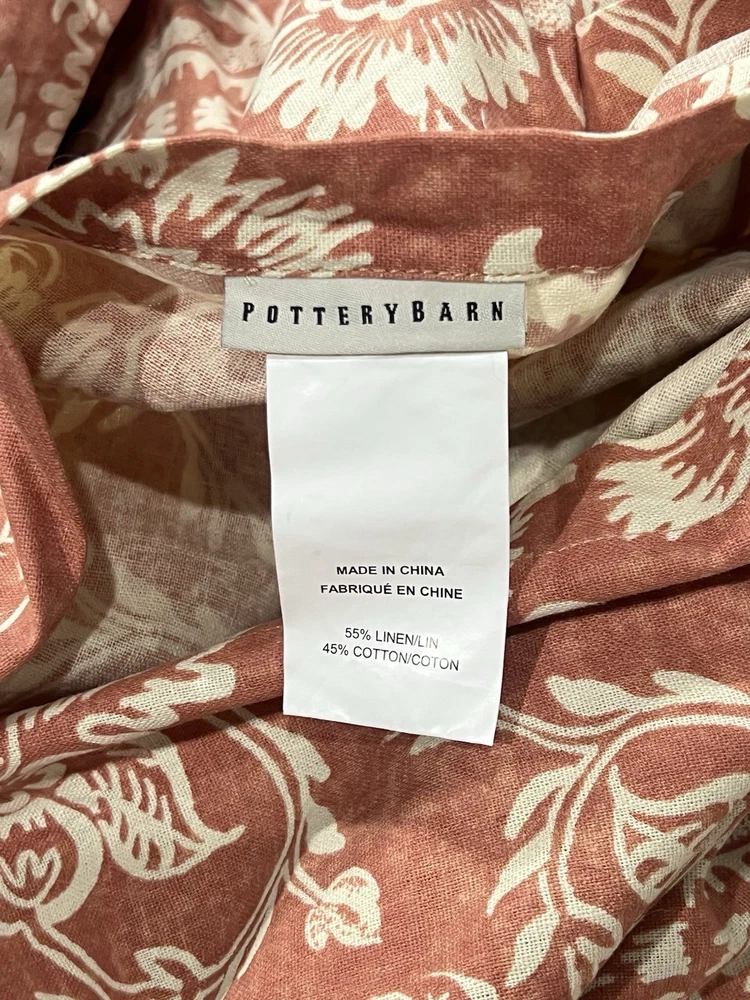 POTTERYBARN
MADE IN CHINA
FABRIQUÉ EN CHINE
55% LINEN/LIN
45% COTTON/COTON